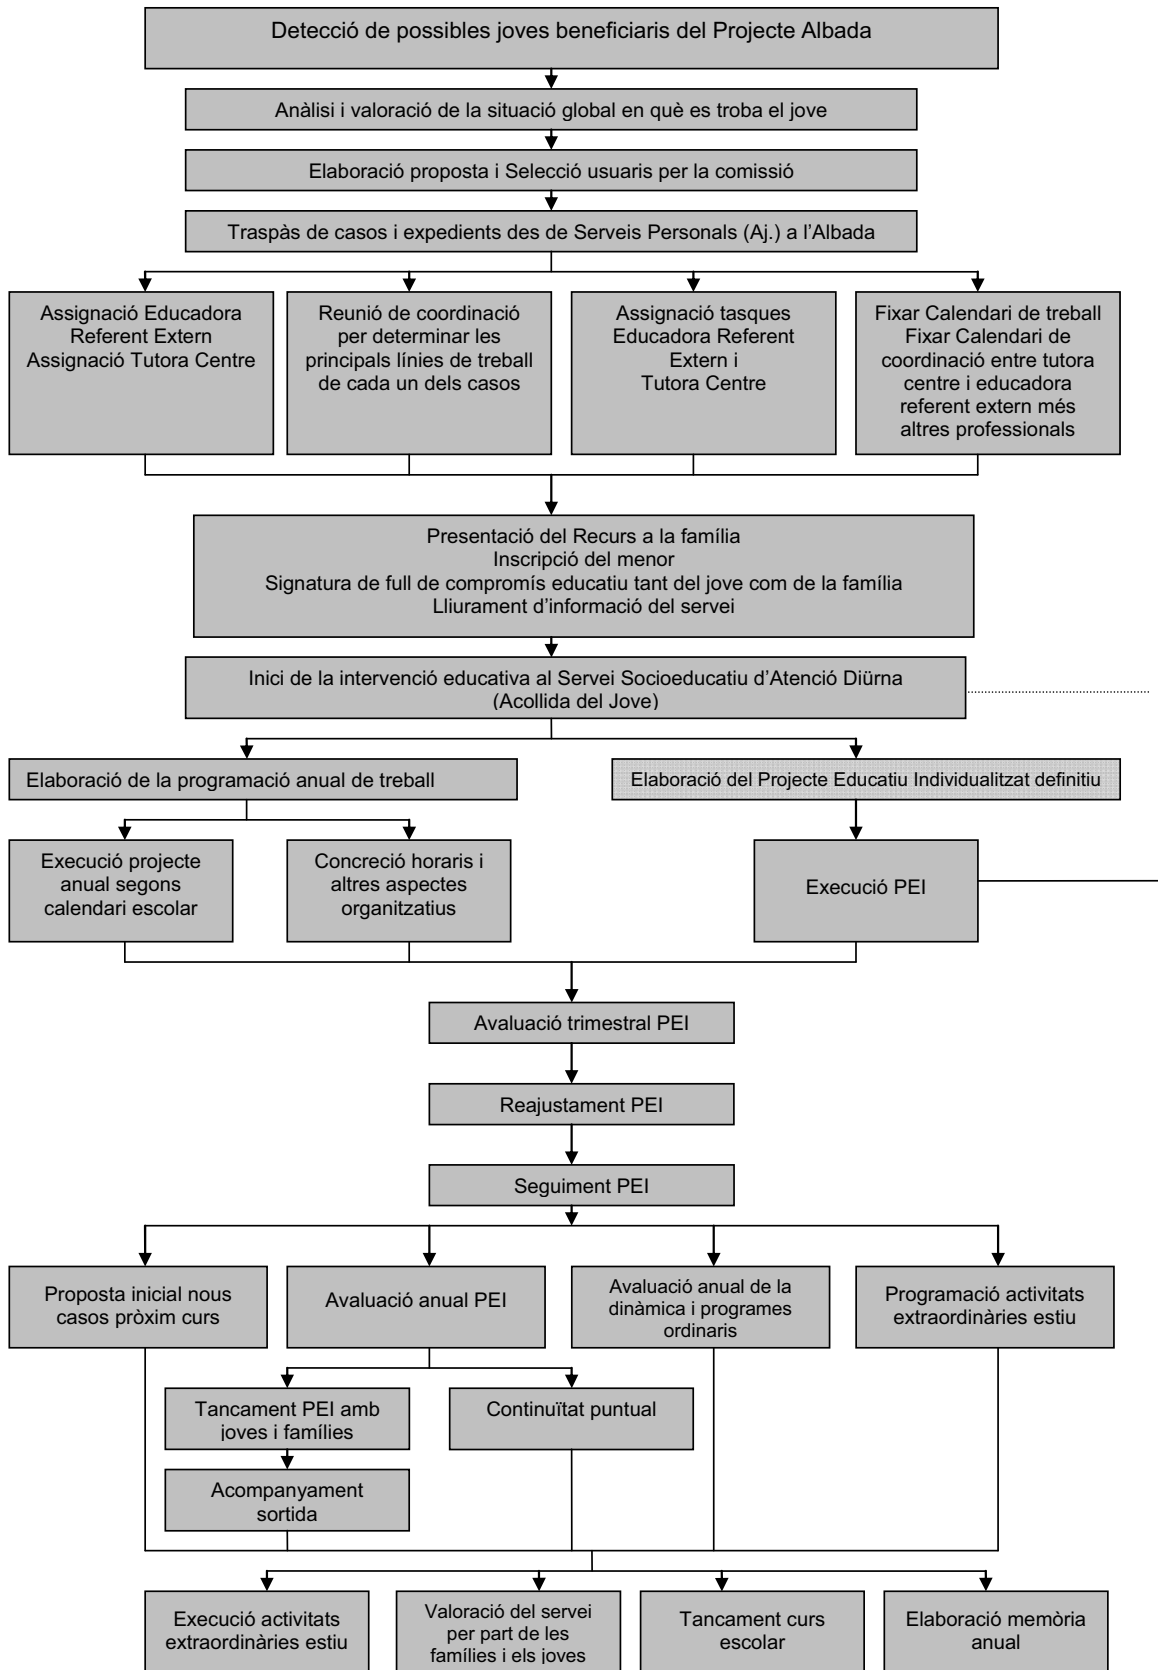 Detecció de possibles joves beneficiaris del Projecte Albada
Anàlisi i valoració de la situació global en què es troba el jove
Elaboració proposta i Selecció usuaris per la comissió
Traspàs de casos i expedients des de Serveis Personals (Aj.) a l’Albada
Assignació Educadora
Referent Extern
Assignació Tutora Centre
Reunió de coordinació
per determinar les
principals línies de treball
de cada un dels casos
Assignació tasques
Educadora Referent
Extern i
Tutora Centre
Fixar Calendari de treball
Fixar Calendari de
coordinació entre tutora
centre i educadora
referent extern més
altres professionals
Presentació del Recurs a la família
Inscripció del menor
Signatura de full de compromís educatiu tant del jove com de la família
Lliurament d’informació del servei
Inici de la intervenció educativa al Servei Socioeducatiu d’Atenció Diürna
(Acollida del Jove)
Elaboració de la programació anual de treball
Elaboració del Projecte Educatiu Individualitzat definitiu
Execució projecte
anual segons
calendari escolar
Concreció horaris i
altres aspectes
organitzatius
Execució PEI
Avaluació trimestral PEI
Reajustament PEI
Seguiment PEI
Proposta inicial nous
casos pròxim curs
Avaluació anual PEI
Avaluació anual de la
dinàmica i programes
ordinaris
Programació activitats
extraordinàries estiu
Tancament PEI amb
joves i famílies
Continuïtat puntual
Acompanyament
sortida
Execució activitats
extraordinàries estiu
Valoració del servei
per part de les
famílies i els joves
Tancament curs
escolar
Elaboració memòria
anual